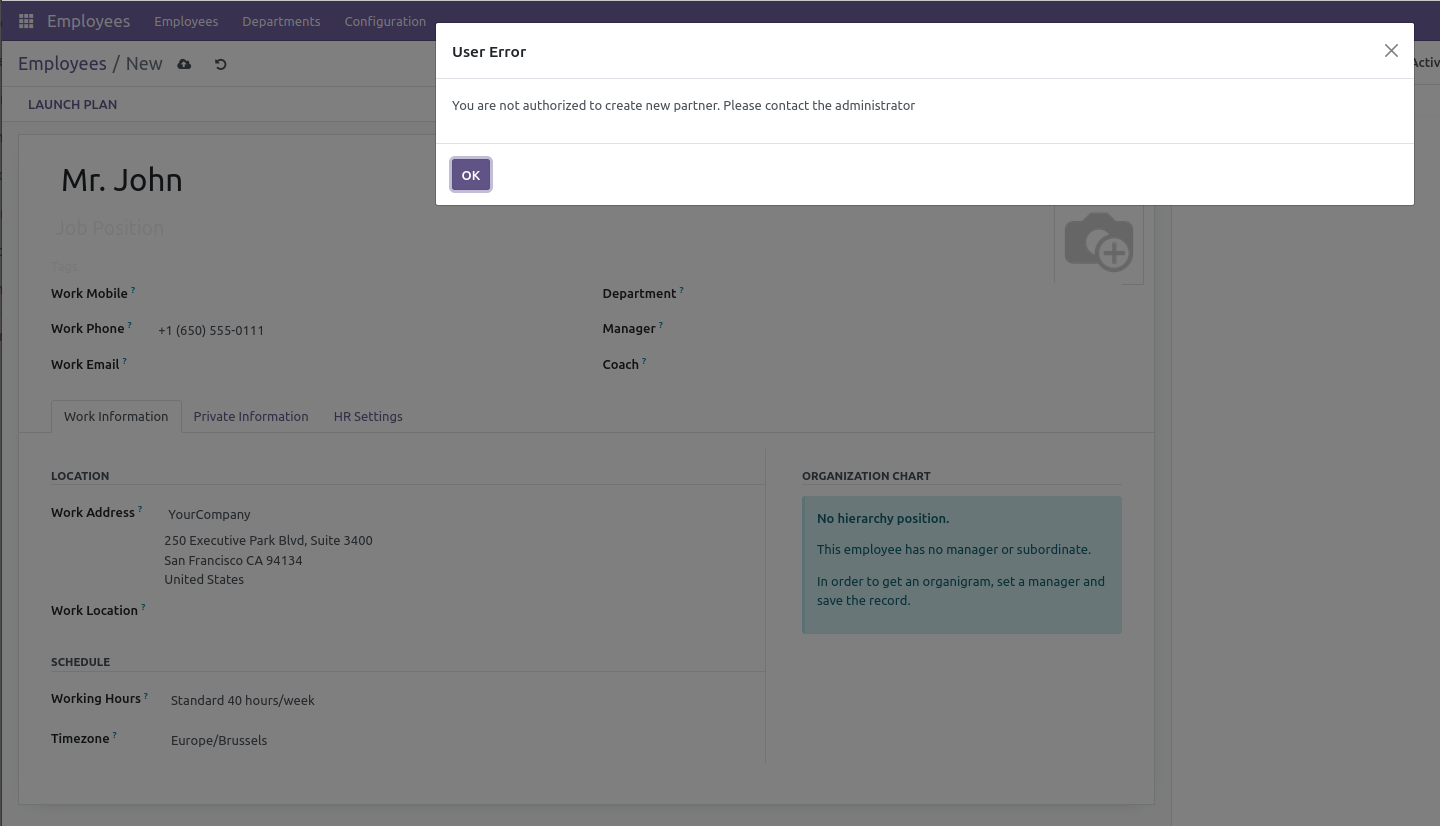 Employees Employees Departments Configuration
Employees / New
LAUNCH PLAN
User Error
You are not authorized to create new partner. Please contact the administrator
OK
Mr. John
Job Position
Tags
Work Mobile ?
Work Phone ? +1 (650) 555-0111
Work Email ?
Department ?
Manager ?
Coach ?
Work Information Private Information HR Settings
LOCATION
Work Address ? YourCompany
250 Executive Park Blvd, Suite 3400
San Francisco CA 94134
United States
Work Location ?
SCHEDULE
Working Hours ? Standard 40 hours/week
Timezone ? Europe/Brussels
ORGANIZATION CHART
No hierarchy position.
This employee has no manager or subordinate.
In order to get an organigram, set a manager and
save the record.